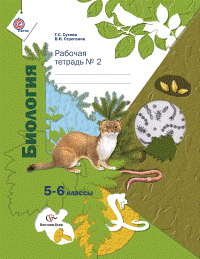 Т.С. Сухова
В.И. Строганов
Рабочая
тетрадь № 2
Биология
5-6 классы